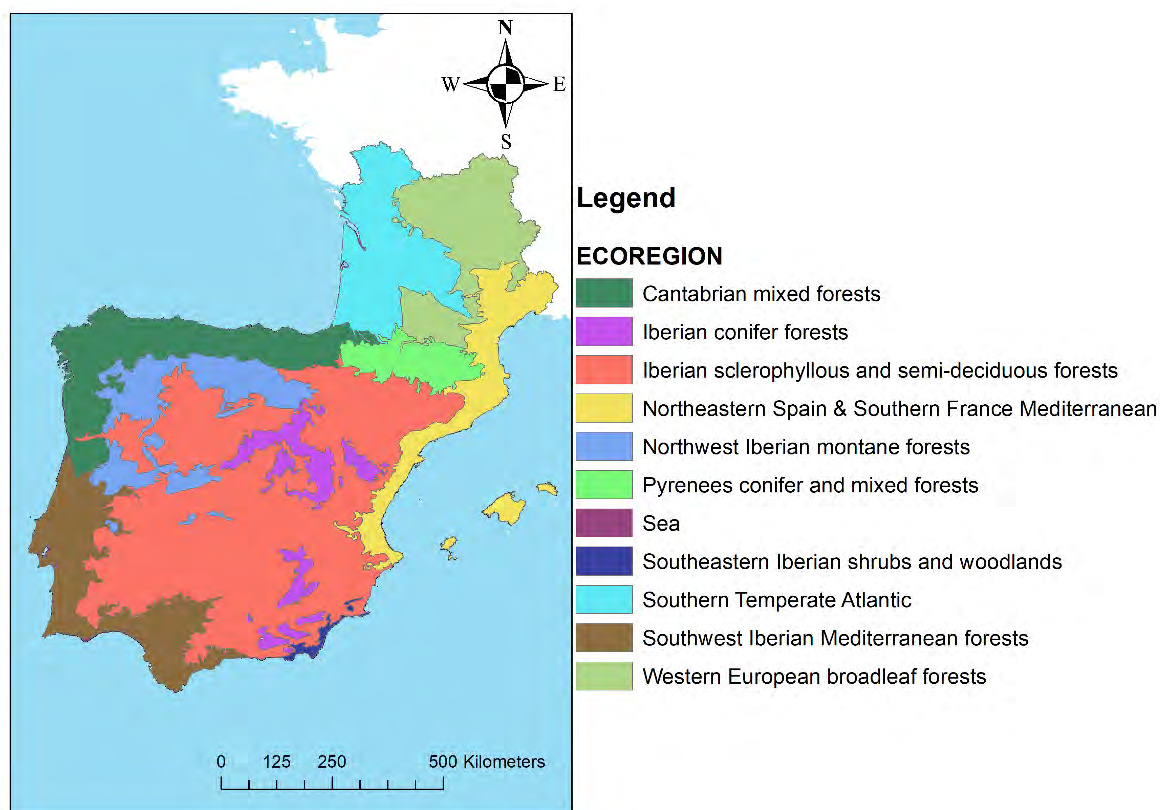 N
W E
S
Legend
ECOREGION
Cantabrian mixed forests
Iberian conifer forests
Iberian sclerophyllous and semi-deciduous forests
Northeastern Spain & Southern France Mediterranean
Northwest Iberian montane forests
Pyrenees conifer and mixed forests
Sea
Southeastern Iberian shrubs and woodlands
Southern Temperate Atlantic
Southwest Iberian Mediterranean forests
Western European broadleaf forests
0 125 250 500 Kilometers